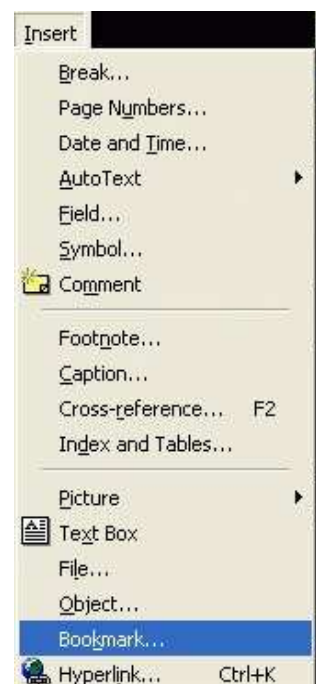 Insert
Break...
Page Numbers...
Date and Time...
AutoText
Field...
Symbol...
Comment
Footnote...
Caption...
Cross-reference... F2
Index and Tables...
Picture
Text Box
File...
Object...
Bookmark...
Hyperlink... Ctrl+K